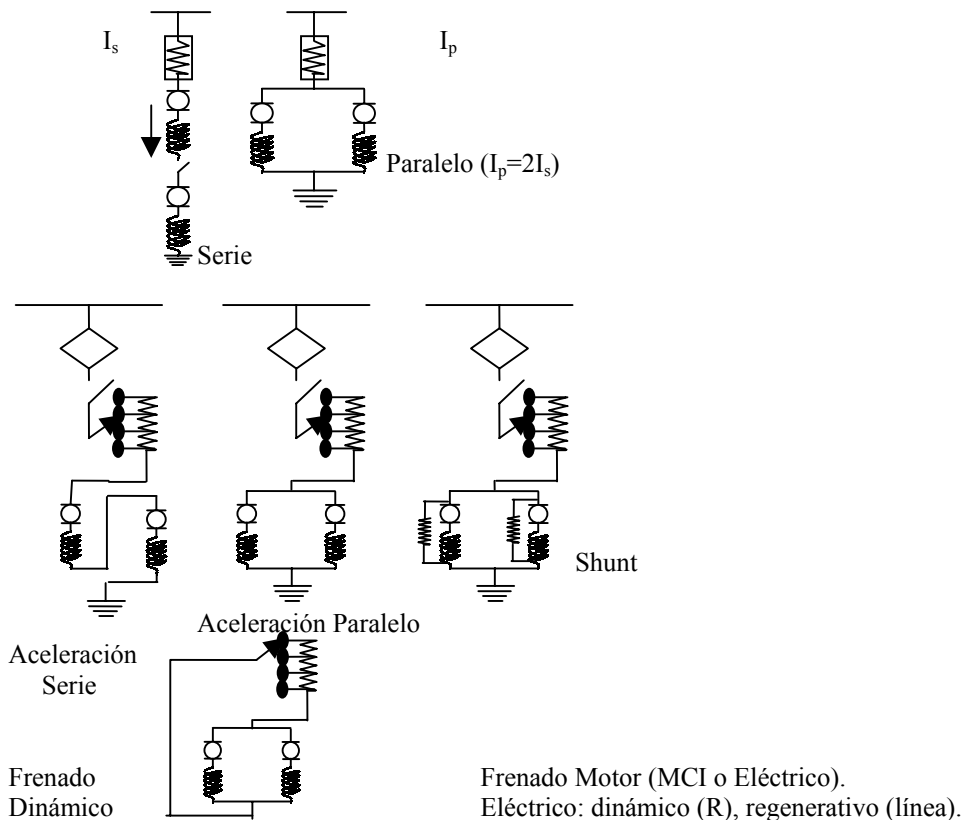 I_s
I_p
Paralelo (I_p=2I_s)
Serie
Shunt
Aceleración Paralelo
Aceleración
Serie
Frenado
Dinámico
Frenado Motor (MCI o Eléctrico).
Eléctrico: dinámico (R), regenerativo (línea).